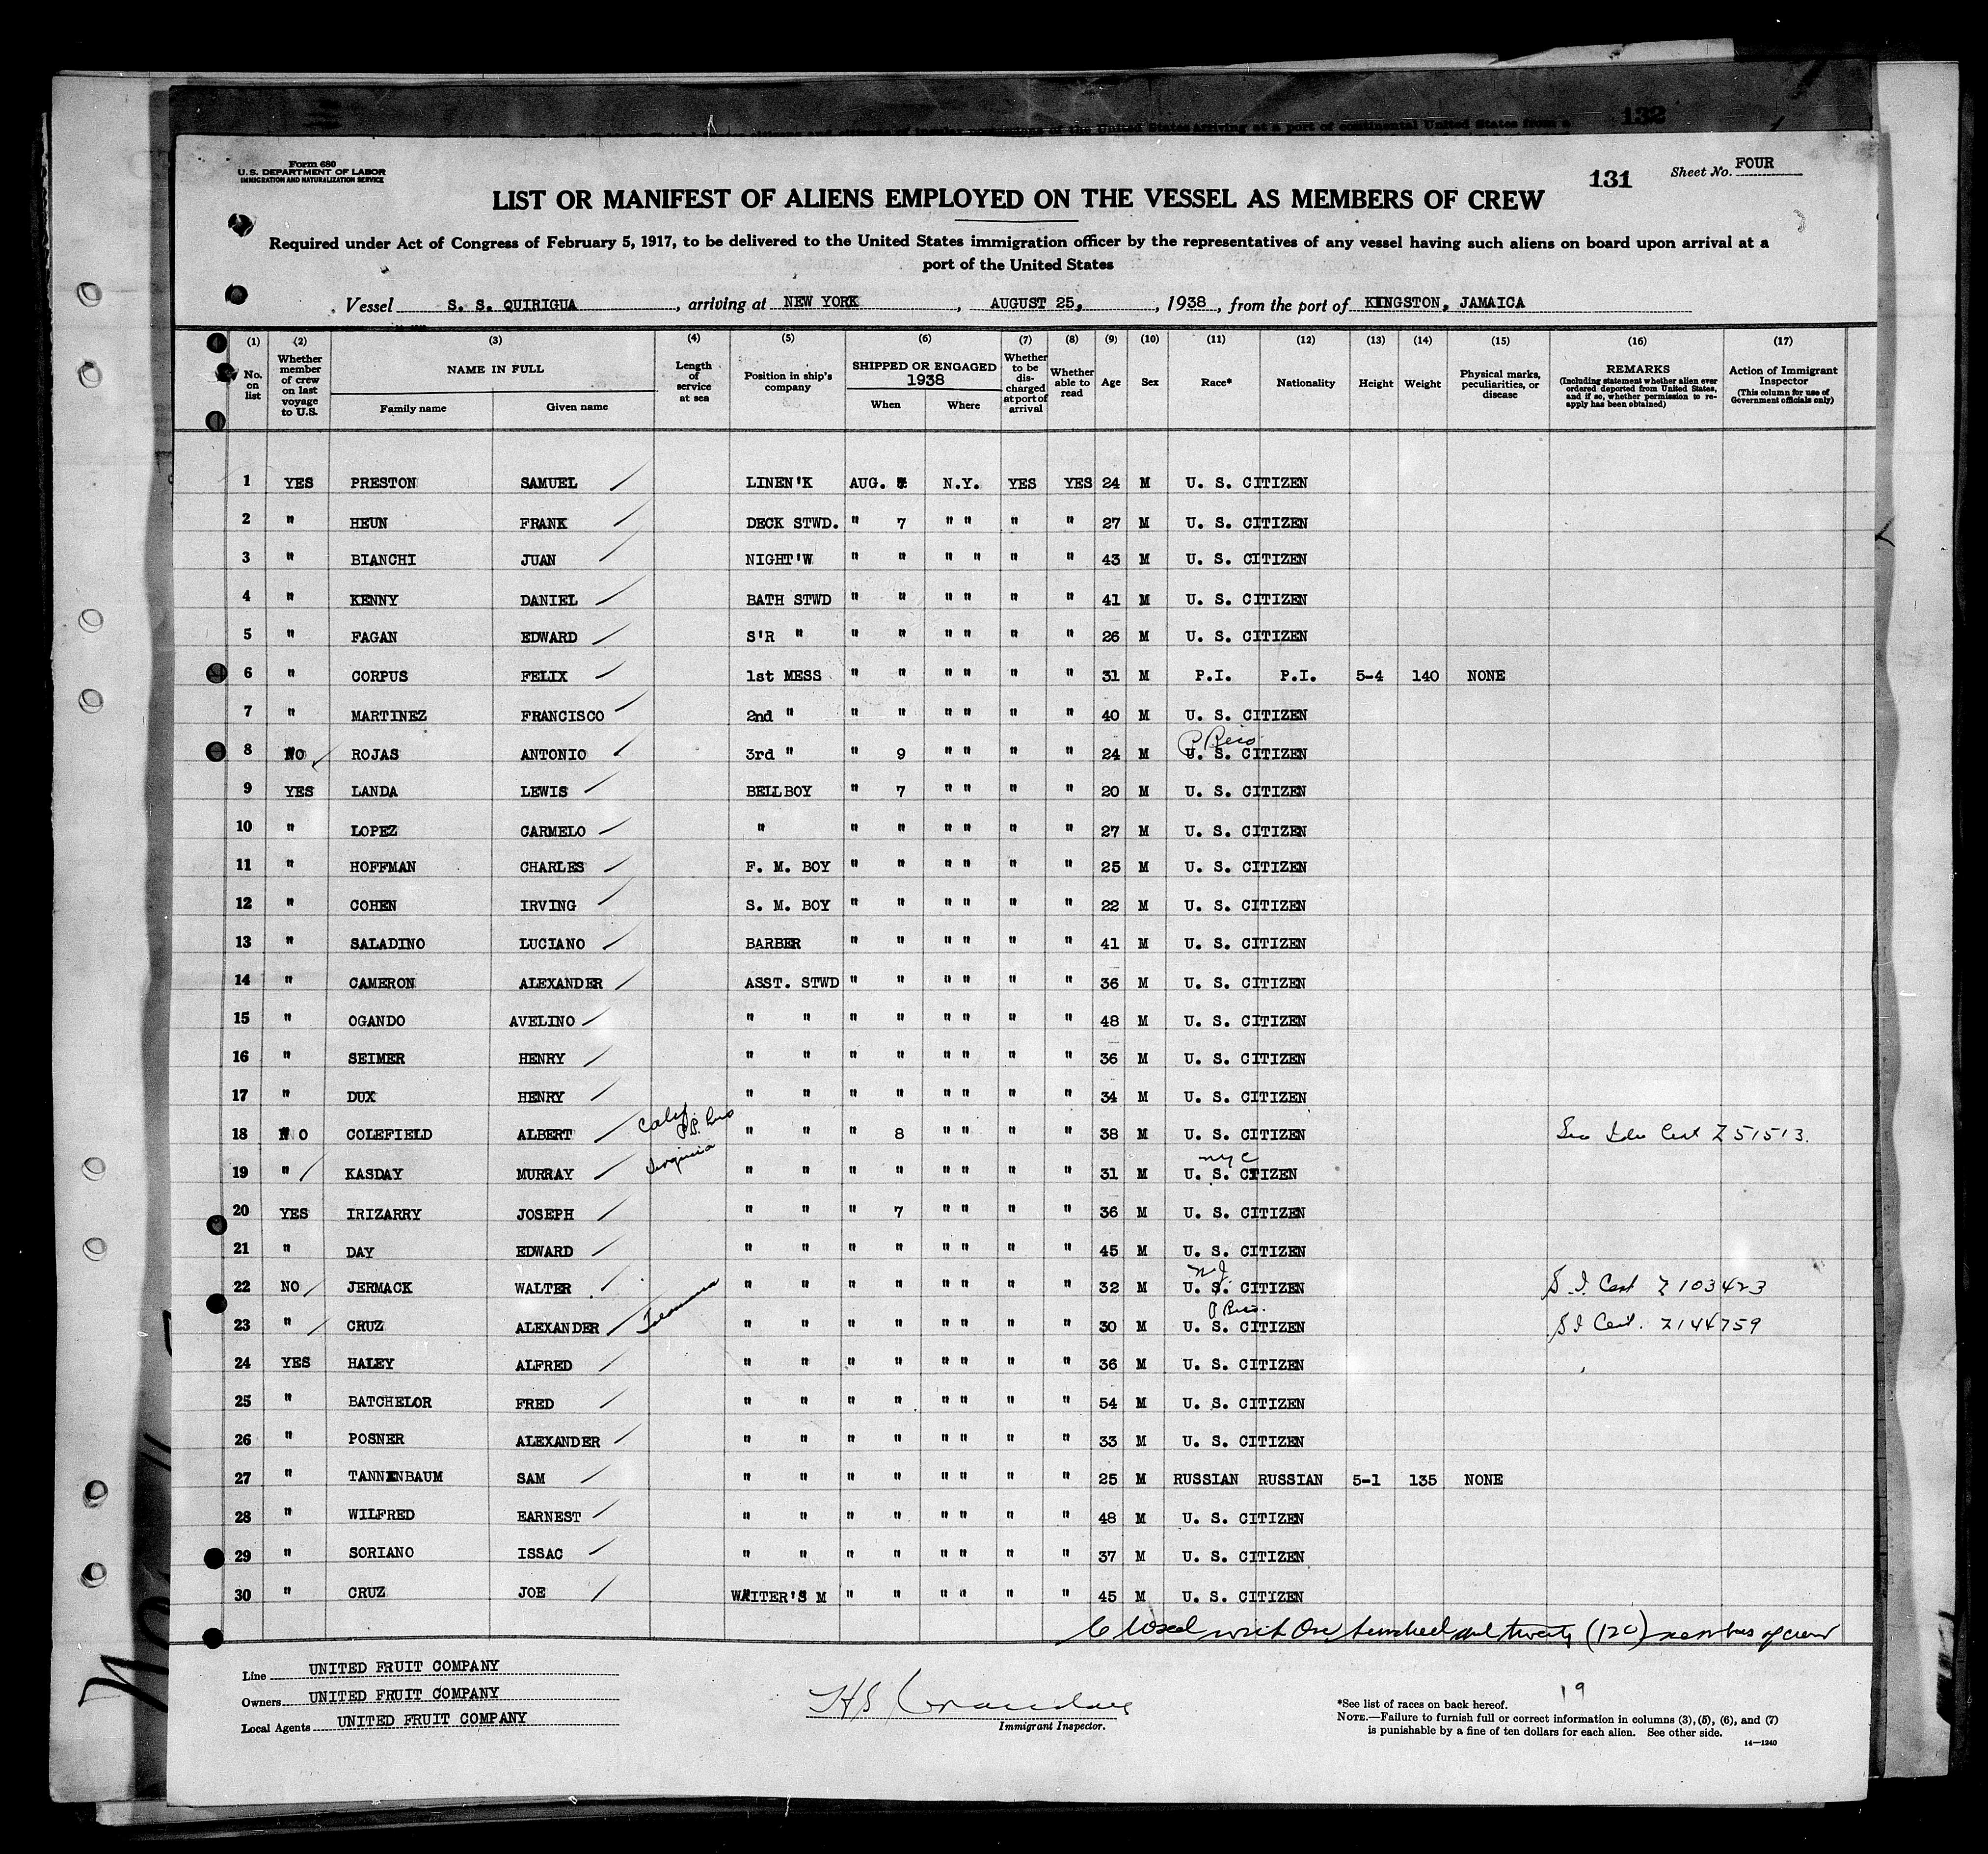 132
Form 680
U. S. DEPARTMENT OF LABOR
IMMIGRATION AND NATURALIZATION SERVICE
131
Sheet No. FOUR
LIST OR MANIFEST OF ALIENS EMPLOYED ON THE VESSEL AS MEMBERS OF CREW
Required under Act of Congress of February 5, 1917, to be delivered to the United States immigration officer by the representatives of any vessel having such aliens on board upon arrival at a
port of the United States
Vessel S. S. QUIRIGUA, arriving at NEW YORK, AUGUST 25, 1938, from the port of KINGSTON, JAMAICA
(1) No. on list
(2) Whether member of crew on last voyage to U.S.
(3) NAME IN FULL Family name Given name
(4) Length of service at sea
(5) Position in ship's company
(6) SHIPPED OR ENGAGED 1938 When Where
(7) Whether to be discharged at port of arrival
(8) Whether able to read
(9) Age
(10) Sex
(11) Race*
(12) Nationality
(13) Height
(14) Weight
(15) Physical marks, peculiarities, or disease
(16) REMARKS (Including statement whether alien ever ordered deported from United States, and if so, whether permission to reapply has been obtained)
(17) Action of Immigrant Inspector (This column for use of Government officials only)
1 YES PRESTON SAMUEL LINEN'K AUG. N.Y. YES YES 24 M U. S. CITIZEN
2 " HEUN FRANK DECK STWD. " 7 " " " " 27 M U. S. CITIZEN
3 " BIANCHI JUAN NIGHT'W " " " " " " 43 M U. S. CITIZEN
4 " KENNY DANIEL BATH STWD " " " " " " 41 M U. S. CITIZEN
5 " FAGAN EDWARD S'R " " " " " " " 26 M U. S. CITIZEN
6 " CORPUS FELIX 1st MESS " " " " " " 31 M P.I. P.I. 5-4 140 NONE
7 " MARTINEZ FRANCISCO 2nd " " " " " " " 40 M U. S. CITIZEN
P Rico
8 NO ROJAS ANTONIO 3rd " " 9 " " " " 24 M U. S. CITIZEN
9 YES LANDA LEWIS BELLBOY " 7 " " " " 20 M U. S. CITIZEN
10 " LOPEZ CARMELO " " " " " " " 27 M U. S. CITIZEN
11 " HOFFMAN CHARLES F. M. BOY " " " " " " 25 M U. S. CITIZEN
12 " COHEN IRVING S. M. BOY " " " " " " 22 M U. S. CITIZEN
13 " SALADINO LUCIANO BARBER " " " " " " 41 M U. S. CITIZEN
14 " CAMERON ALEXANDER ASST. STWD " " " " " " 36 M U. S. CITIZEN
15 " OGANDO AVELINO " " " " " " " " 48 M U. S. CITIZEN
16 " SEIMER HENRY " " " " " " " " 36 M U. S. CITIZEN
17 " DUX HENRY " " " " " " " " 34 M U. S. CITIZEN
18 NO COLEFIELD ALBERT " " " 8 " " " " 38 M U. S. CITIZEN Cert Z 51513.
Virginia
NYC
19 " KASDAY MURRAY " " " " " " " " 31 M U. S. CITIZEN
20 YES IRIZARRY JOSEPH " " " 7 " " " " 36 M U. S. CITIZEN
21 " DAY EDWARD " " " " " " " " 45 M U. S. CITIZEN
N J
22 NO JERMACK WALTER " " " " " " " " 32 M U. S. CITIZEN S. I. Cert Z 103423
P Rico.
23 " CRUZ ALEXANDER " " " " " " " " 30 M U. S. CITIZEN S I Cert. Z 144759
24 YES HALEY ALFRED " " " " " " " " 36 M U. S. CITIZEN
25 " BATCHELOR FRED " " " " " " " " 54 M U. S. CITIZEN
26 " POSNER ALEXANDER " " " " " " " " 33 M U. S. CITIZEN
27 " TANNENBAUM SAM " " " " " " " " 25 M RUSSIAN RUSSIAN 5-1 135 NONE
28 " WILFRED EARNEST " " " " " " " " 48 M U. S. CITIZEN
29 " SORIANO ISSAC " " " " " " " " 37 M U. S. CITIZEN
30 " CRUZ JOE WAITER'S M " " " " " " 45 M U. S. CITIZEN
Closed with One hundred and twenty (120) members of crew
Line UNITED FRUIT COMPANY
Owners UNITED FRUIT COMPANY
Local Agents UNITED FRUIT COMPANY
Immigrant Inspector.
19
*See list of races on back hereof.
NOTE.—Failure to furnish full or correct information in columns (3), (5), (6), and (7)
is punishable by a fine of ten dollars for each alien. See other side.
14—1240